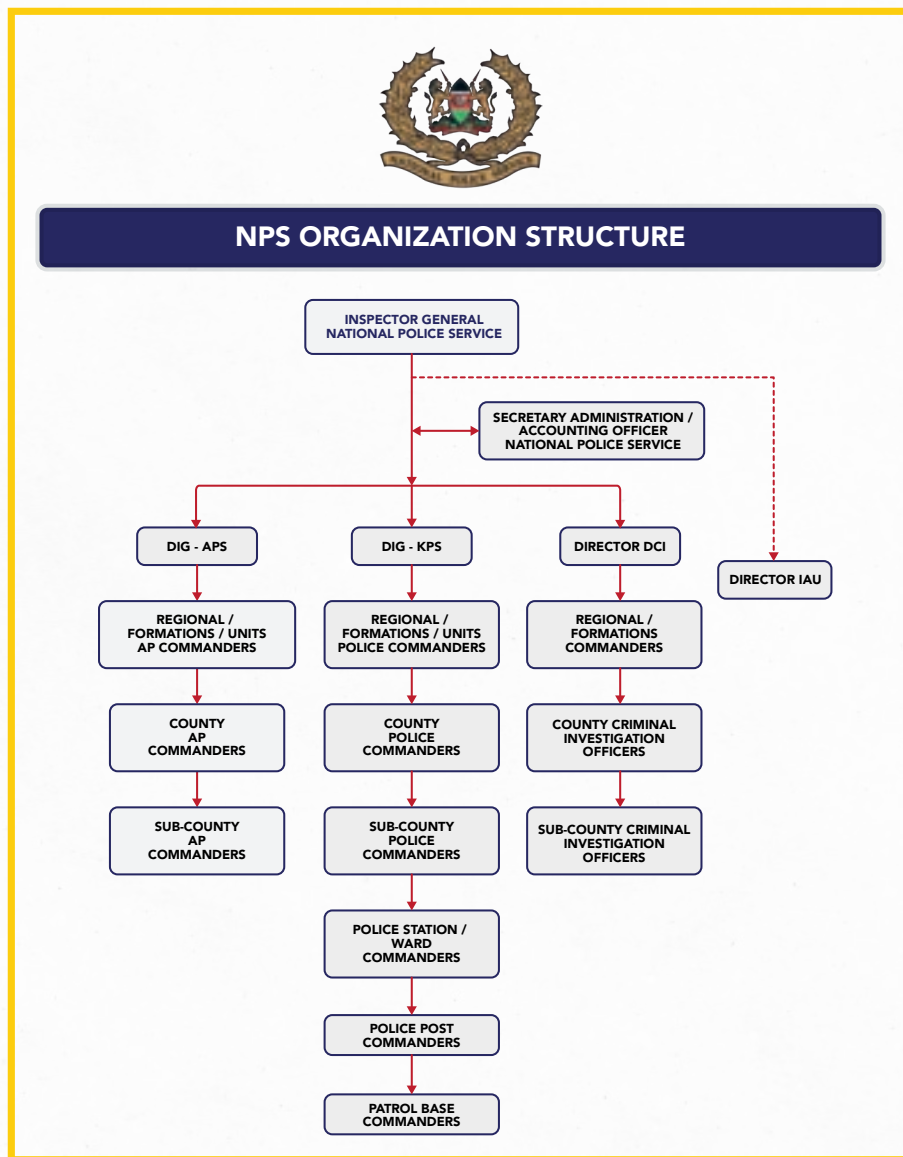 NATIONAL POLICE SERVICE
NPS ORGANIZATION STRUCTURE
INSPECTOR GENERAL
NATIONAL POLICE SERVICE
SECRETARY ADMINISTRATION /
ACCOUNTING OFFICER
NATIONAL POLICE SERVICE
DIG - APS
DIG - KPS
DIRECTOR DCI
DIRECTOR IAU
REGIONAL /
FORMATIONS / UNITS
AP COMMANDERS
REGIONAL /
FORMATIONS / UNITS
POLICE COMMANDERS
REGIONAL /
FORMATIONS
COMMANDERS
COUNTY
AP
COMMANDERS
COUNTY
POLICE
COMMANDERS
COUNTY CRIMINAL
INVESTIGATION
OFFICERS
SUB-COUNTY
AP
COMMANDERS
SUB-COUNTY
POLICE
COMMANDERS
SUB-COUNTY CRIMINAL
INVESTIGATION
OFFICERS
POLICE STATION /
WARD
COMMANDERS
POLICE POST
COMMANDERS
PATROL BASE
COMMANDERS